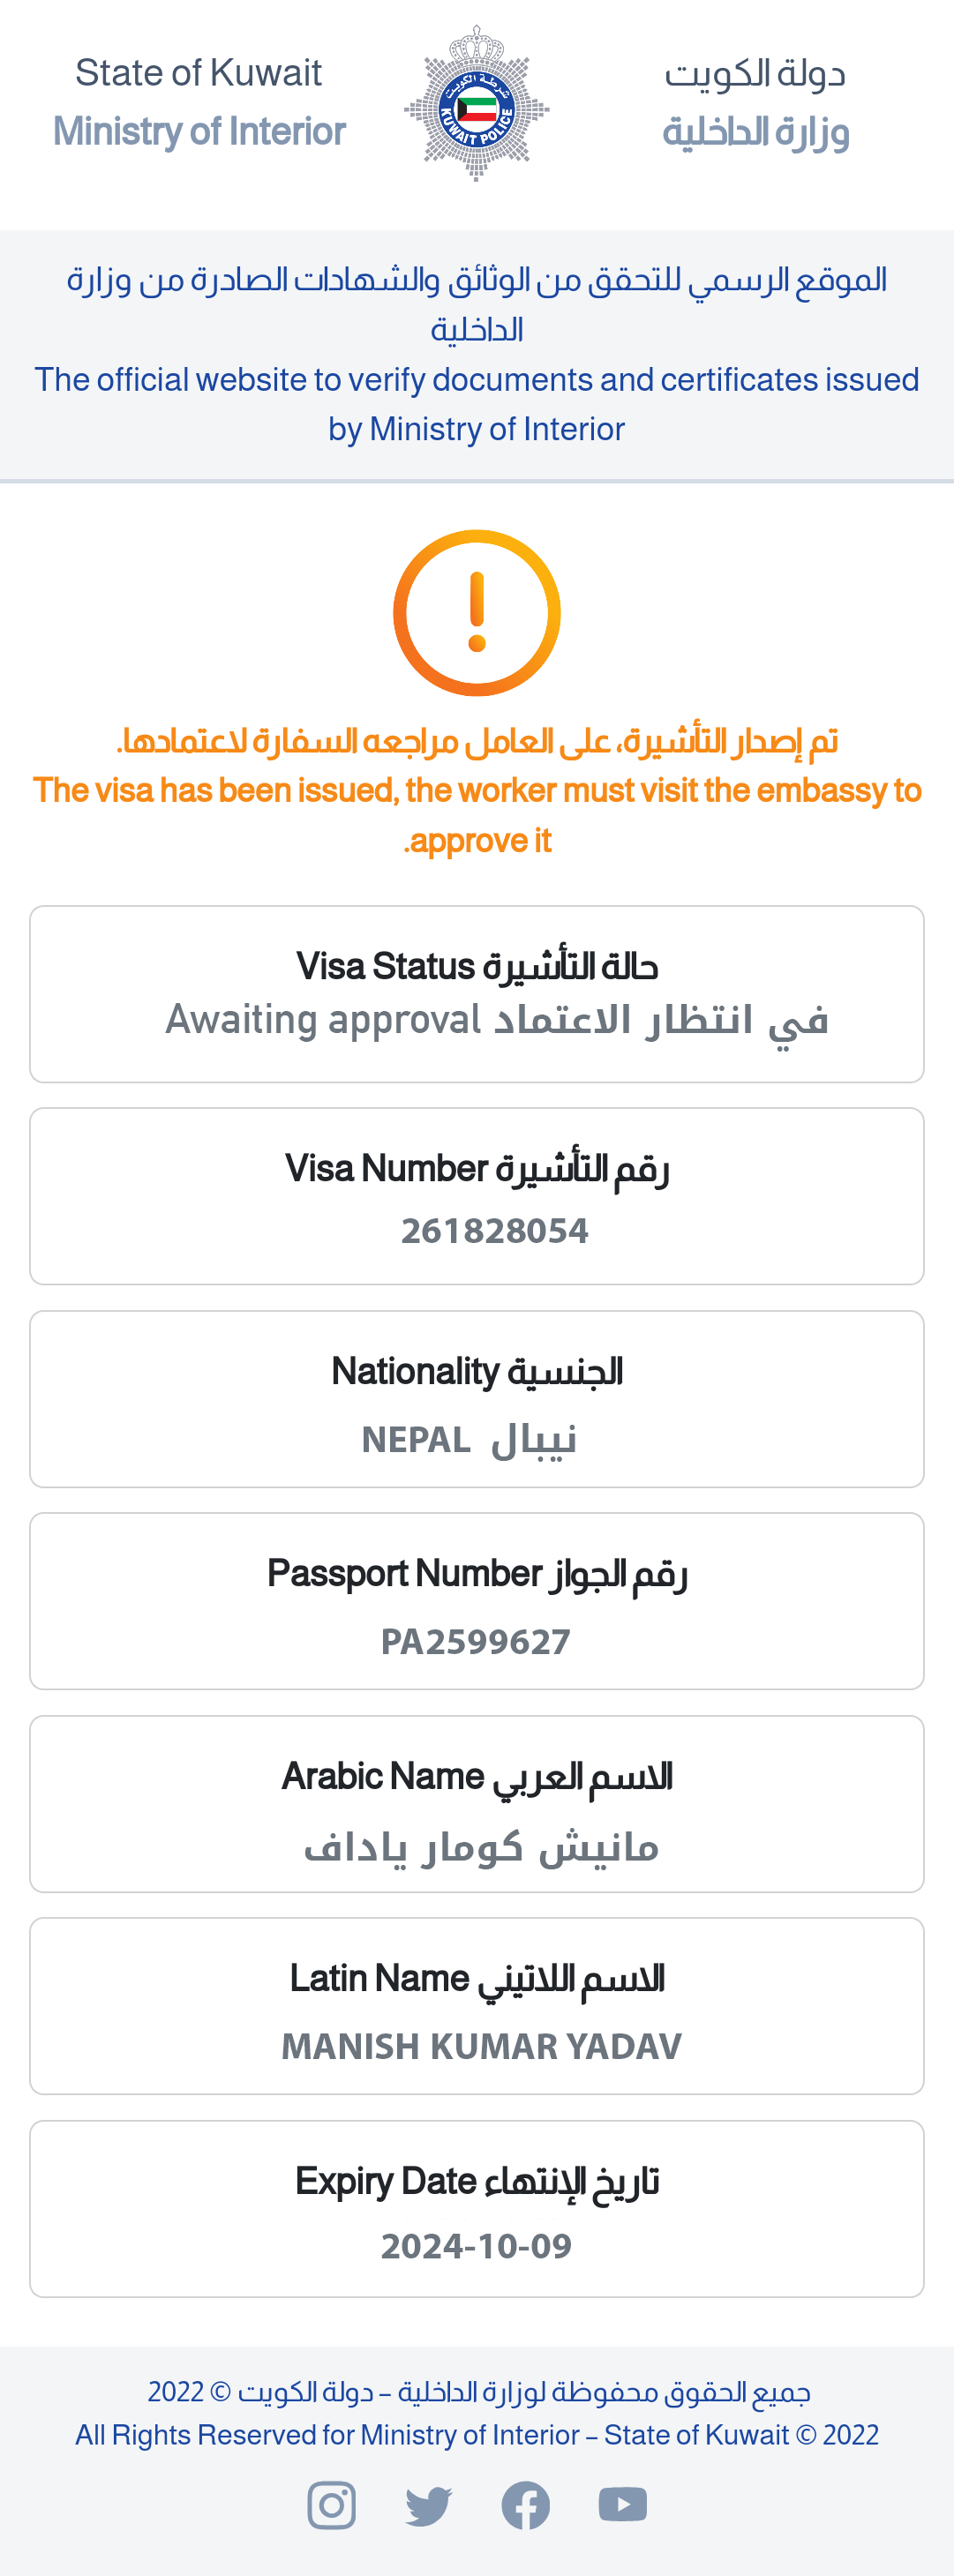 State of Kuwait
Ministry of Interior
شرطة الكويت
KUWAIT POLICE
دولة الكويت
وزارة الداخلية
الموقع الرسمي للتحقق من الوثائق والشهادات الصادرة من وزارة
الداخلية
The official website to verify documents and certificates issued
by Ministry of Interior
تم إصدار التأشيرة، على العامل مراجعه السفارة لاعتمادها.
The visa has been issued, the worker must visit the embassy to
.approve it
Visa Status حالة التأشيرة
Awaiting approval في انتظار الاعتماد
Visa Number رقم التأشيرة
261828054
Nationality الجنسية
NEPAL نيبال
Passport Number رقم الجواز
PA2599627
Arabic Name الاسم العربي
مانيش كومار ياداف
Latin Name الاسم اللاتيني
MANISH KUMAR YADAV
Expiry Date تاريخ الإنتهاء
2024-10-09
جميع الحقوق محفوظة لوزارة الداخلية – دولة الكويت © 2022
All Rights Reserved for Ministry of Interior – State of Kuwait © 2022